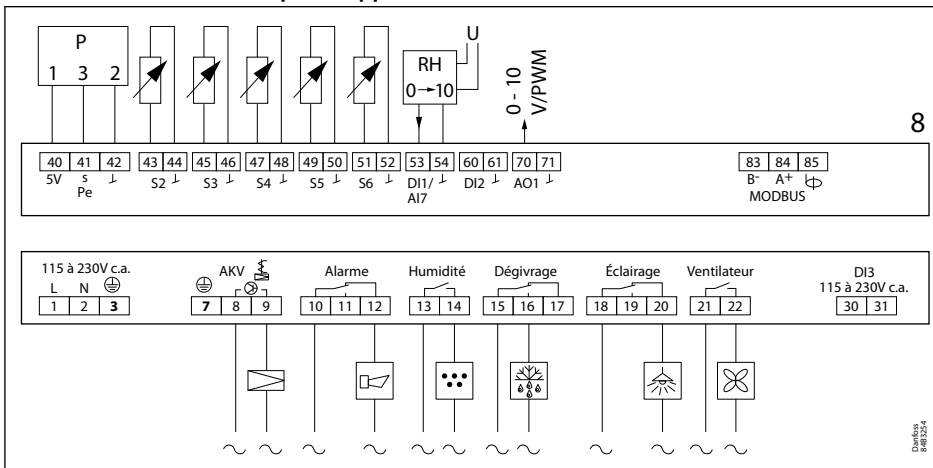 P
1 3 2
U
RH
0→10
0 - 10
V/PWM
8
40 41 42 43 44 45 46 47 48 49 50 51 52 53 54 60 61 70 71 83 84 85
5V s S2 S3 S4 S5 S6 DI1/ DI2 AO1 B- A+
Pe AI7 MODBUS
115 à 230V c.a. AKV Alarme Humidité Dégivrage Éclairage Ventilateur DI3
L N 115 à 230V c.a.
1 2 3 7 8 9 10 11 12 13 14 15 16 17 18 19 20 21 22 30 31
Danfoss
84B3254